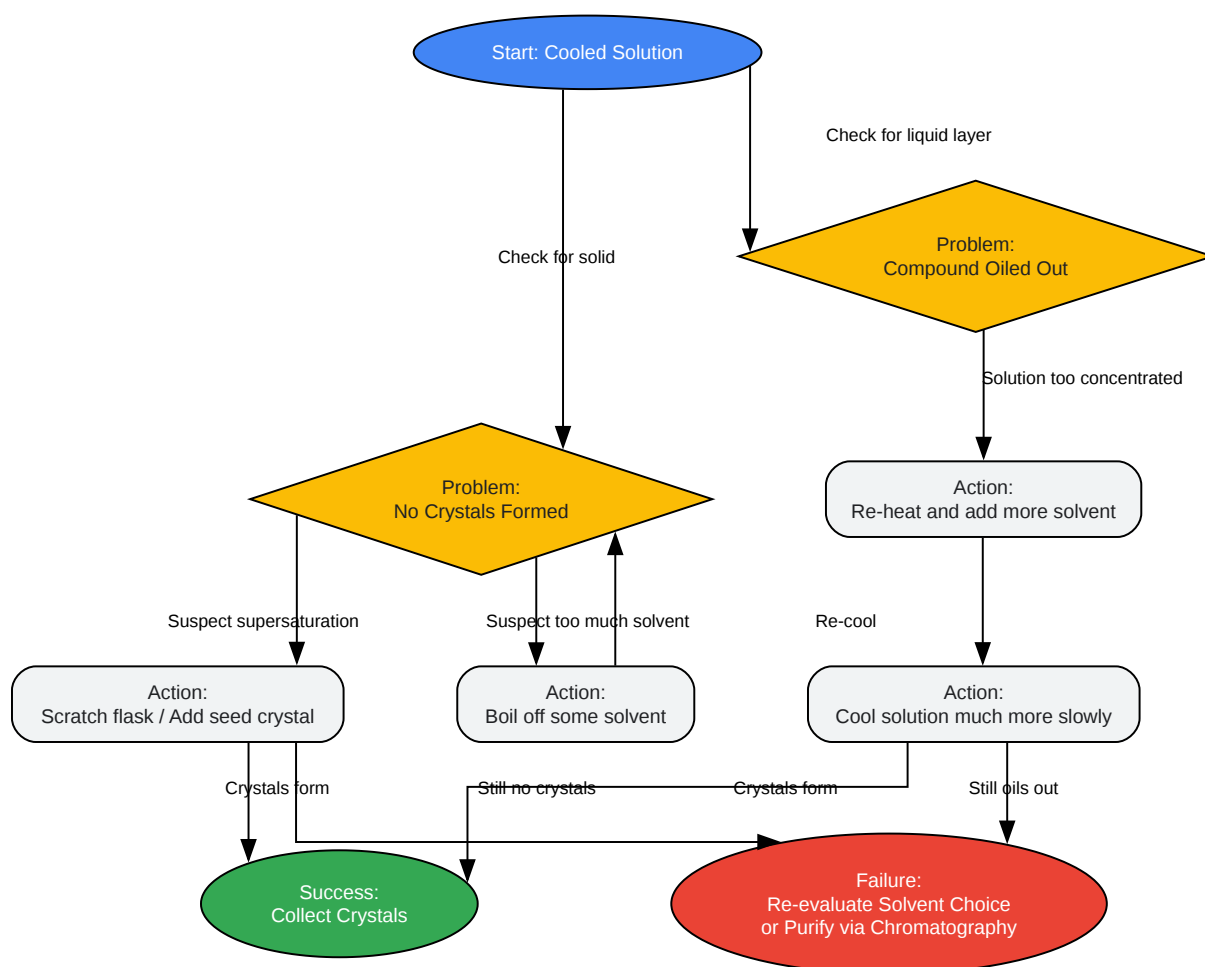 Start: Cooled Solution
Check for liquid layer
Problem:
Compound Oiled Out
Check for solid
Solution too concentrated
Problem:
No Crystals Formed
Action:
Re-heat and add more solvent
Suspect supersaturation
Suspect too much solvent
Re-cool
Action:
Scratch flask / Add seed crystal
Action:
Boil off some solvent
Action:
Cool solution much more slowly
Crystals form
Still no crystals
Crystals form
Still oils out
Success:
Collect Crystals
Failure:
Re-evaluate Solvent Choice
or Purify via Chromatography